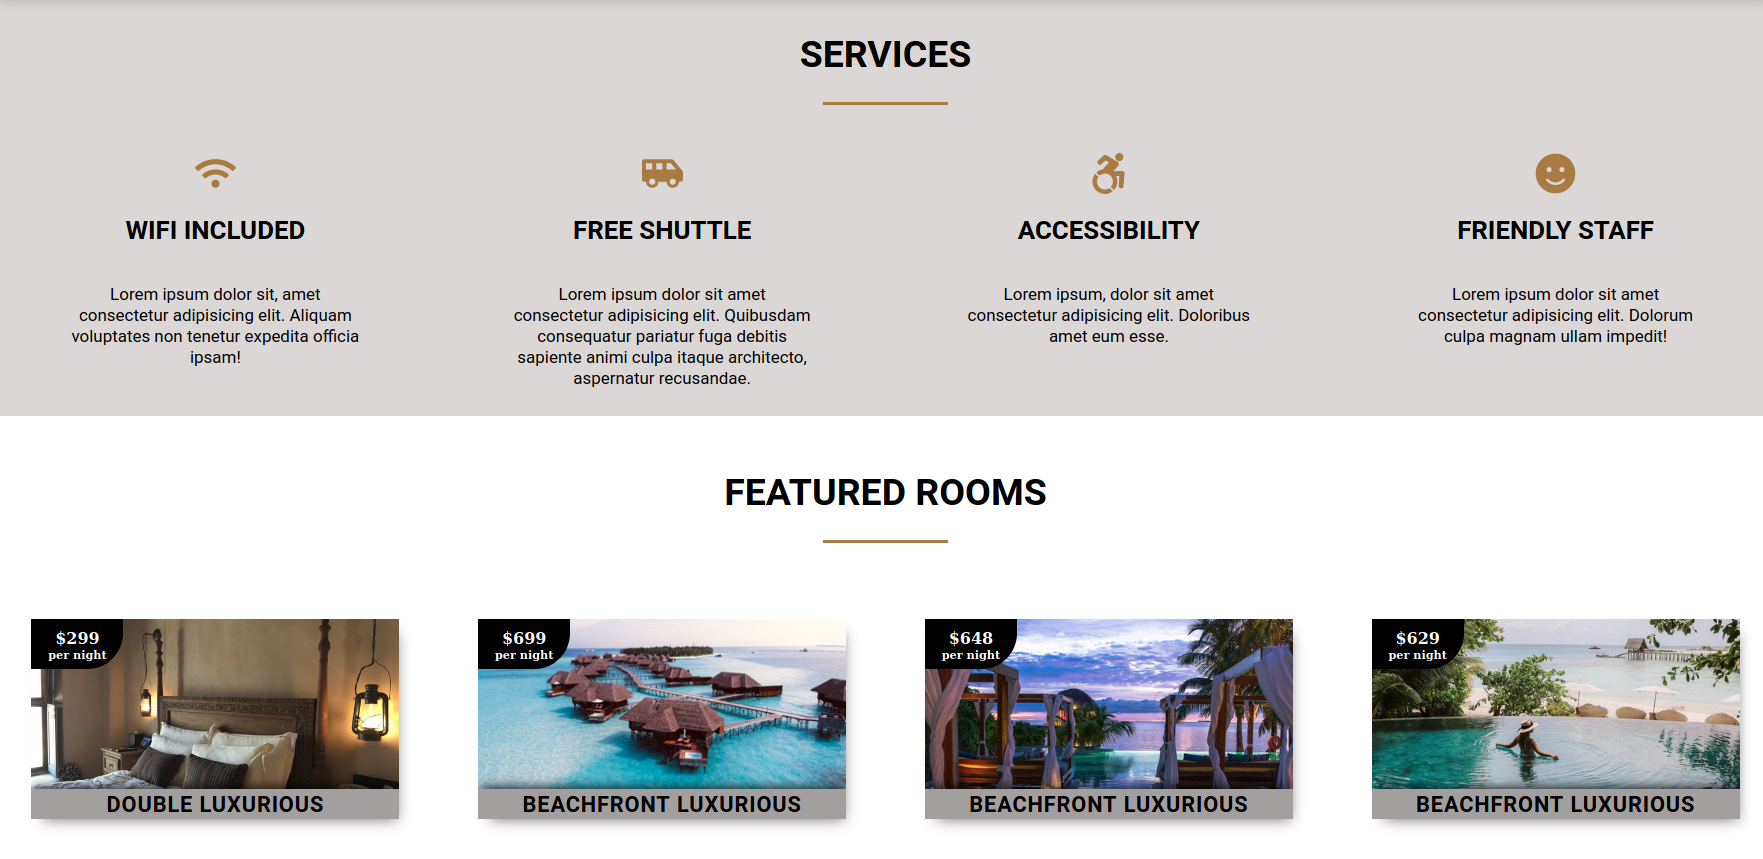 SERVICES
WIFI INCLUDED
Lorem ipsum dolor sit, amet
consectetur adipisicing elit. Aliquam
voluptates non tenetur expedita officia
ipsam!
FREE SHUTTLE
Lorem ipsum dolor sit amet
consectetur adipisicing elit. Quibusdam
consequatur pariatur fuga debitis
sapiente animi culpa itaque architecto,
aspernatur recusandae.
ACCESSIBILITY
Lorem ipsum, dolor sit amet
consectetur adipisicing elit. Doloribus
amet eum esse.
FRIENDLY STAFF
Lorem ipsum dolor sit amet
consectetur adipisicing elit. Dolorum
culpa magnam ullam impedit!
FEATURED ROOMS
$299
per night
DOUBLE LUXURIOUS
$699
per night
BEACHFRONT LUXURIOUS
$648
per night
BEACHFRONT LUXURIOUS
$629
per night
BEACHFRONT LUXURIOUS